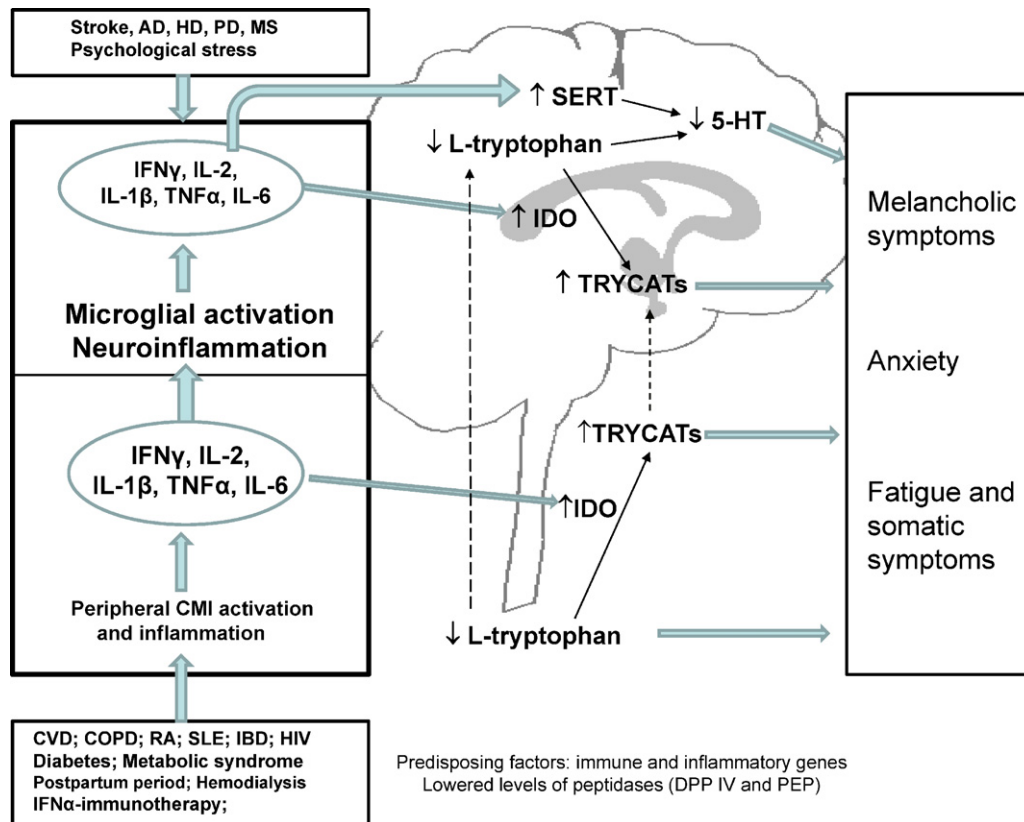 Stroke, AD, HD, PD, MS
Psychological stress
IFNγ, IL-2,
IL-1β, TNFα, IL-6
Microglial activation
Neuroinflammation
IFNγ, IL-2,
IL-1β, TNFα, IL-6
Peripheral CMI activation
and inflammation
CVD; COPD; RA; SLE; IBD; HIV
Diabetes; Metabolic syndrome
Postpartum period; Hemodialysis
IFNα-immunotherapy;
↑ SERT
↓ 5-HT
↓ L-tryptophan
↑ IDO
↑ TRYCATs
↑TRYCATs
↑IDO
↓ L-tryptophan
Melancholic
symptoms
Anxiety
Fatigue and
somatic
symptoms
Predisposing factors: immune and inflammatory genes
Lowered levels of peptidases (DPP IV and PEP)